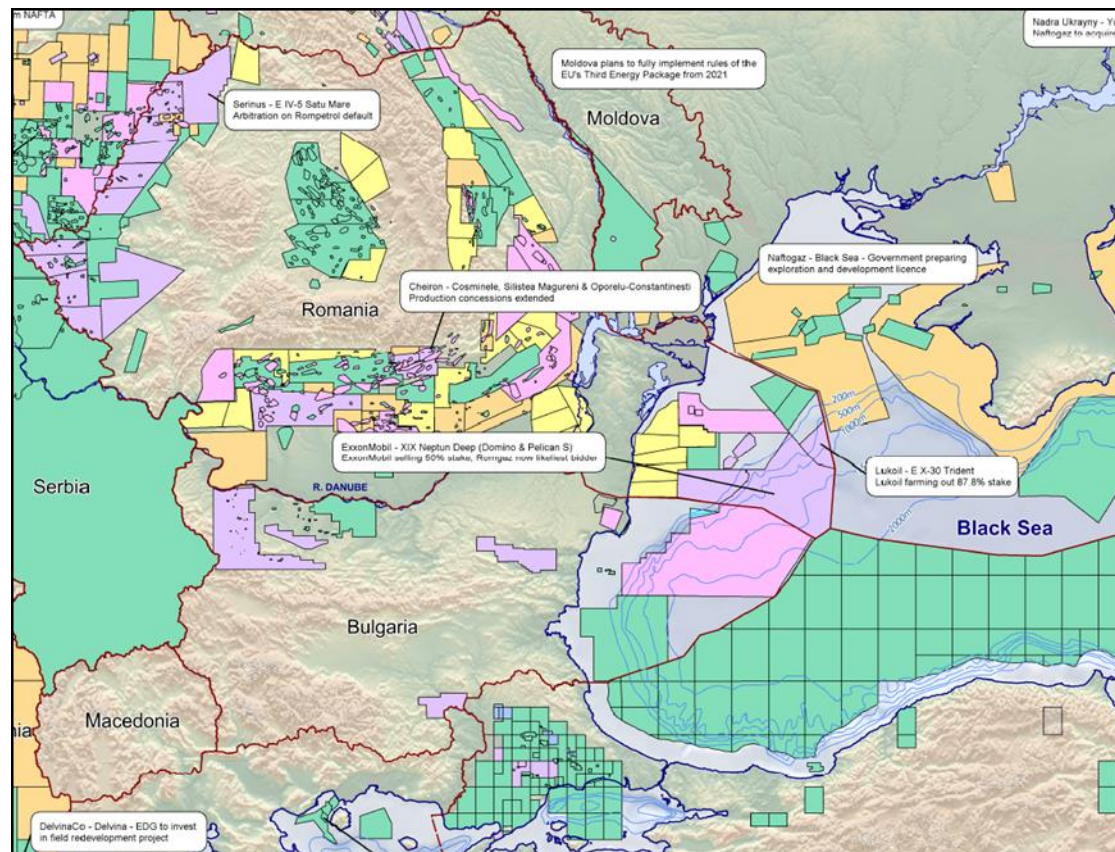 m NAFTA
Nadra Ukrayny - Y
Naftogaz to acquire
Moldova plans to fully implement rules of the
EU's Third Energy Package from 2021
Moldova
Serinus - E IV-5 Satu Mare
Arbitration on Rompetrol default
Naftogaz - Black Sea - Government preparing
exploration and development licence
Cheiron - Cosminele, Silistea Magureni & Oporelu-Constantinesti
Production concessions extended
Romania
200m
500m
1000m
ExxonMobil - XIX Neptun Deep (Domino & Pelican S)
ExxonMobil selling 50% stake, Romgaz now likeliest bidder
Lukoil - E X-30 Trident
Lukoil farming out 87.8% stake
Serbia
R. DANUBE
2000m
Black Sea
Bulgaria
Macedonia
nia
DelvinaCo - Delvina - EDG to invest
in field redevelopment project